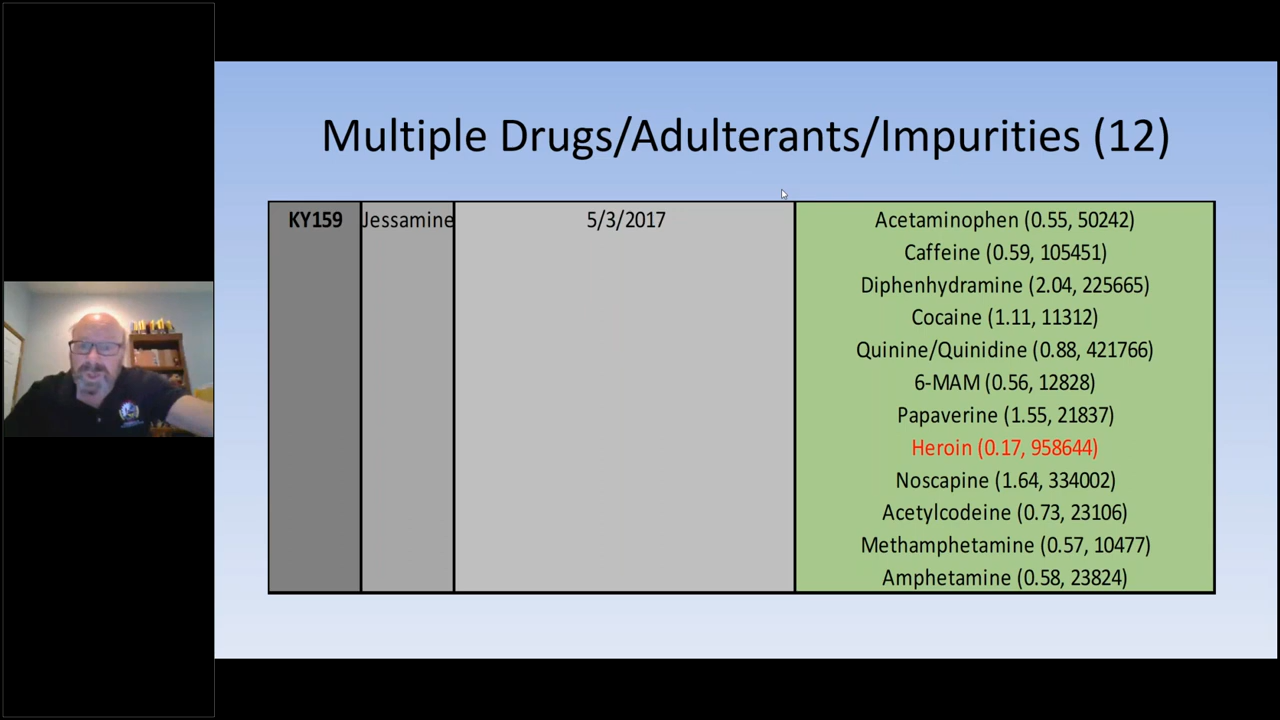 Multiple Drugs/Adulterants/Impurities (12)
KY159 Jessamine 5/3/2017 Acetaminophen (0.55, 50242)
Caffeine (0.59, 105451)
Diphenhydramine (2.04, 225665)
Cocaine (1.11, 11312)
Quinine/Quinidine (0.88, 421766)
6-MAM (0.56, 12828)
Papaverine (1.55, 21837)
Heroin (0.17, 958644)
Noscapine (1.64, 334002)
Acetylcodeine (0.73, 23106)
Methamphetamine (0.57, 10477)
Amphetamine (0.58, 23824)